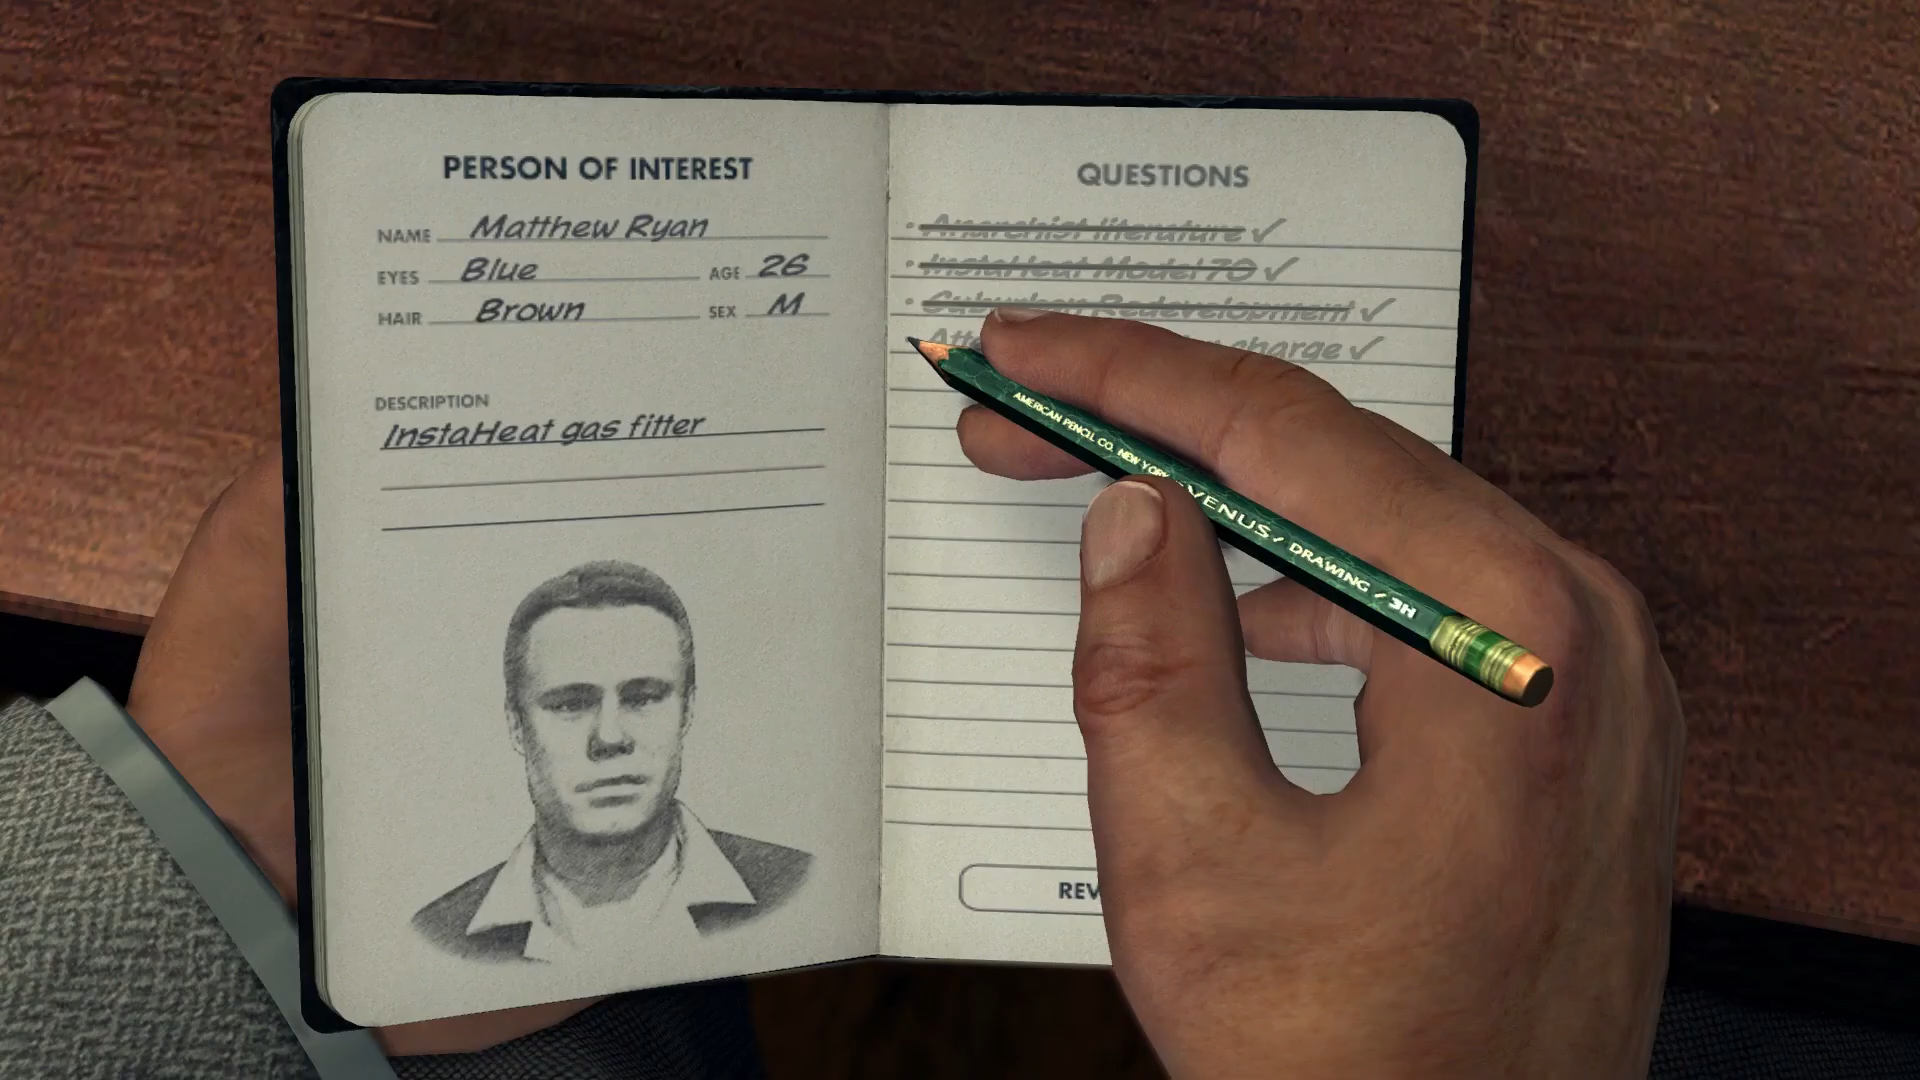 PERSON OF INTEREST
NAME Matthew Ryan
EYES Blue AGE 26
HAIR Brown SEX M
DESCRIPTION
InstaHeat gas fitter
QUESTIONS
Anarchist literature ✓
InstaHeat Model 70 ✓
Suburban Redevelopment ✓
charge ✓
AMERICAN PENCIL CO. NEW YORK VENUS / DRAWING / 3H